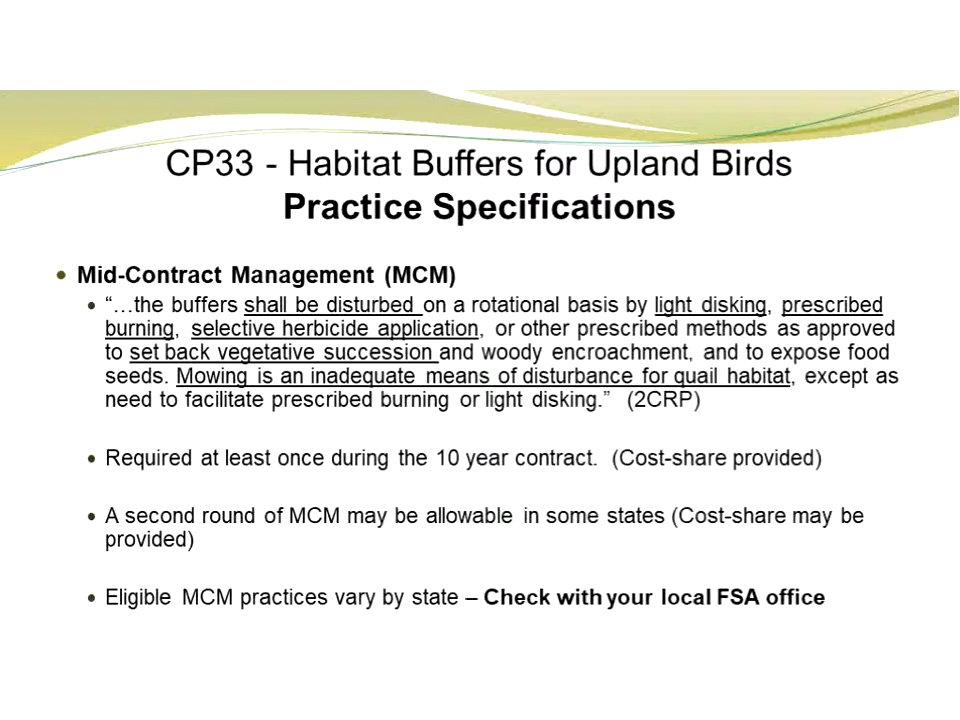 CP33 - Habitat Buffers for Upland Birds
Practice Specifications
• Mid-Contract Management (MCM)
• “…the buffers shall be disturbed on a rotational basis by light disking, prescribed
burning, selective herbicide application, or other prescribed methods as approved
to set back vegetative succession and woody encroachment, and to expose food
seeds. Mowing is an inadequate means of disturbance for quail habitat, except as
need to facilitate prescribed burning or light disking.” (2CRP)
• Required at least once during the 10 year contract. (Cost-share provided)
• A second round of MCM may be allowable in some states (Cost-share may be
provided)
• Eligible MCM practices vary by state – Check with your local FSA office